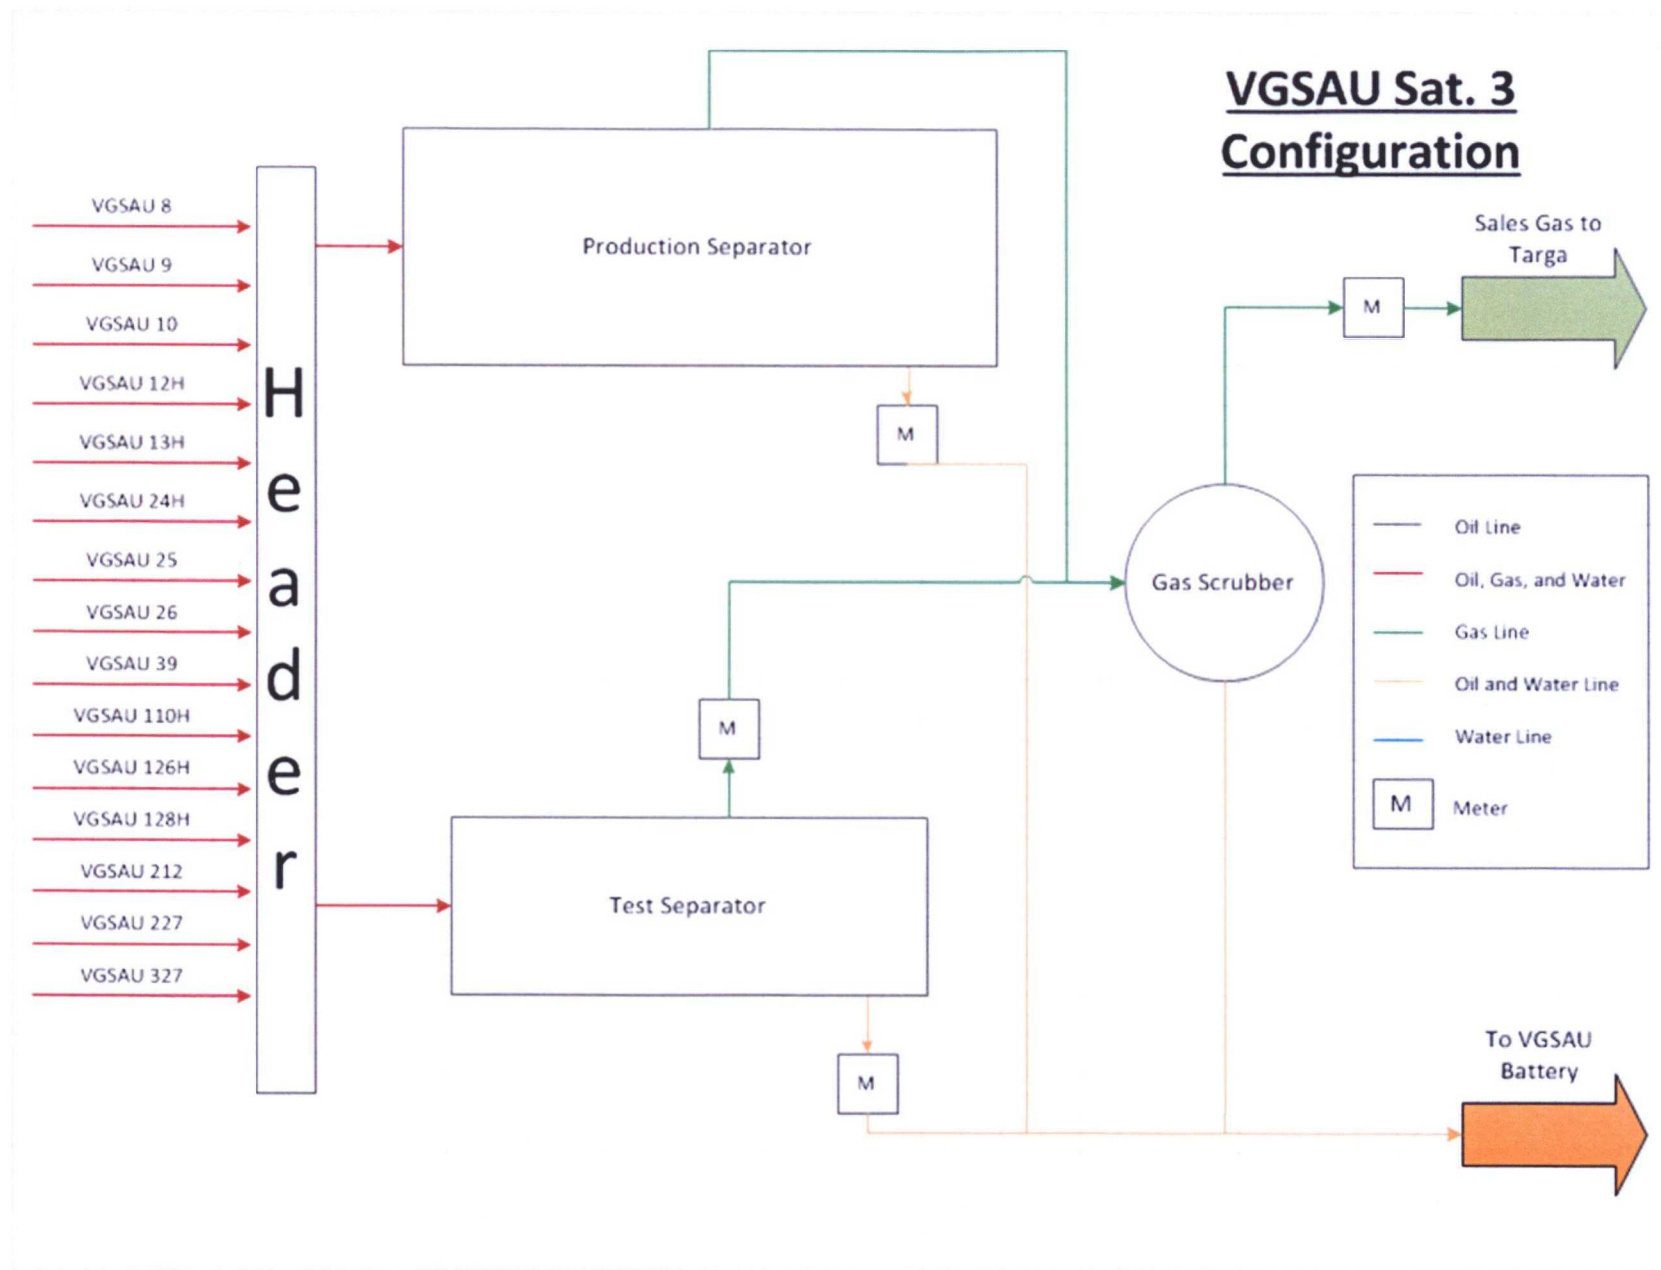 VGSAU Sat. 3
Configuration
VGSAU 8
VGSAU 9
VGSAU 10
VGSAU 12H
VGSAU 13H
VGSAU 24H
VGSAU 25
VGSAU 26
VGSAU 39
VGSAU 110H
VGSAU 126H
VGSAU 128H
VGSAU 212
VGSAU 227
VGSAU 327
Header
Production Separator
M
M
Test Separator
M
Gas Scrubber
M
Sales Gas to
Targa
Oil Line
Oil, Gas, and Water
Gas Line
Oil and Water Line
Water Line
M Meter
To VGSAU
Battery